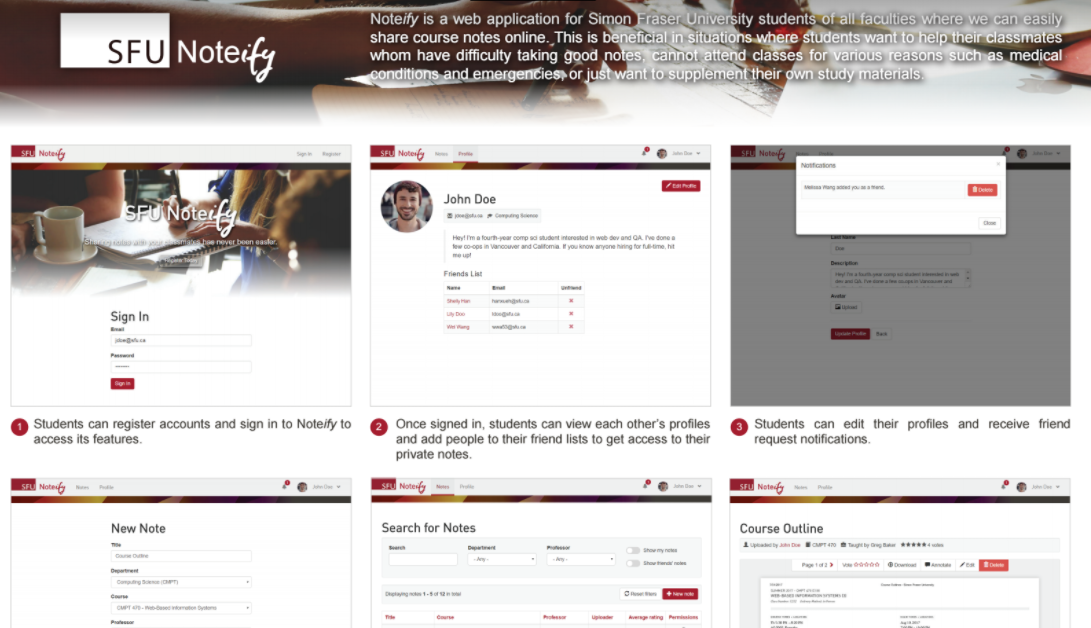 SFU Noteify
Noteify is a web application for Simon Fraser University students of all faculties where we can easily
share course notes online. This is beneficial in situations where students want to help their classmates
whom have difficulty taking good notes, cannot attend classes for various reasons such as medical
conditions and emergencies, or just want to supplement their own study materials.
SFU Noteify Sign in Register
SFU Noteify
Sharing notes with your classmates has never been easier.
Sign In
Email
jdoe@sfu.ca
Password
Sign In
1 Students can register accounts and sign in to Noteify to
access its features.
SFU Noteify Notes Profile John Doe
Edit Profile
John Doe
jdoe@sfu.ca Computing Science
Hey! I'm a fourth-year comp sci student interested in web dev and QA. I've done a
few co-ops in Vancouver and California. If you know anyone hiring for full-time, hit
me up!
Friends List
Name Email Unfriend
Shelly Han
Lily Doo
Wei Wang
2 Once signed in, students can view each other's profiles
and add people to their friend lists to get access to their
private notes.
SFU Noteify Notes Profile John Doe
Notifications ×
Melissa Wang added you as a friend. Delete
Close
Last Name
Doe
Description
Hey! I'm a fourth-year comp sci student interested in web
dev and QA. I've done a few co-ops in Vancouver and
Avatar
Upload
Update Profile Back
3 Students can edit their profiles and receive friend
request notifications.
SFU Noteify Notes Profile John Doe
New Note
Title
Course Outline
Department
Computing Science (CMPT)
Course
CMPT 470 - Web-Based Information Systems
Professor
SFU Noteify Notes Profile John Doe
Search for Notes
Search Department Professor
- Any - - Any -
Show my notes
Show friends' notes
Displaying notes 1 - 5 of 12 in total Reset filters New note
Title Course Professor Uploader Average rating Permissions
SFU Noteify Notes Profile John Doe
Course Outline
Uploaded by John Doe CMPT 470 Taught by Greg Baker 4 votes
Page 1 of 2 Vote Download Annotate Edit Delete
WEB-BASED INFORMATION SYSTEMS